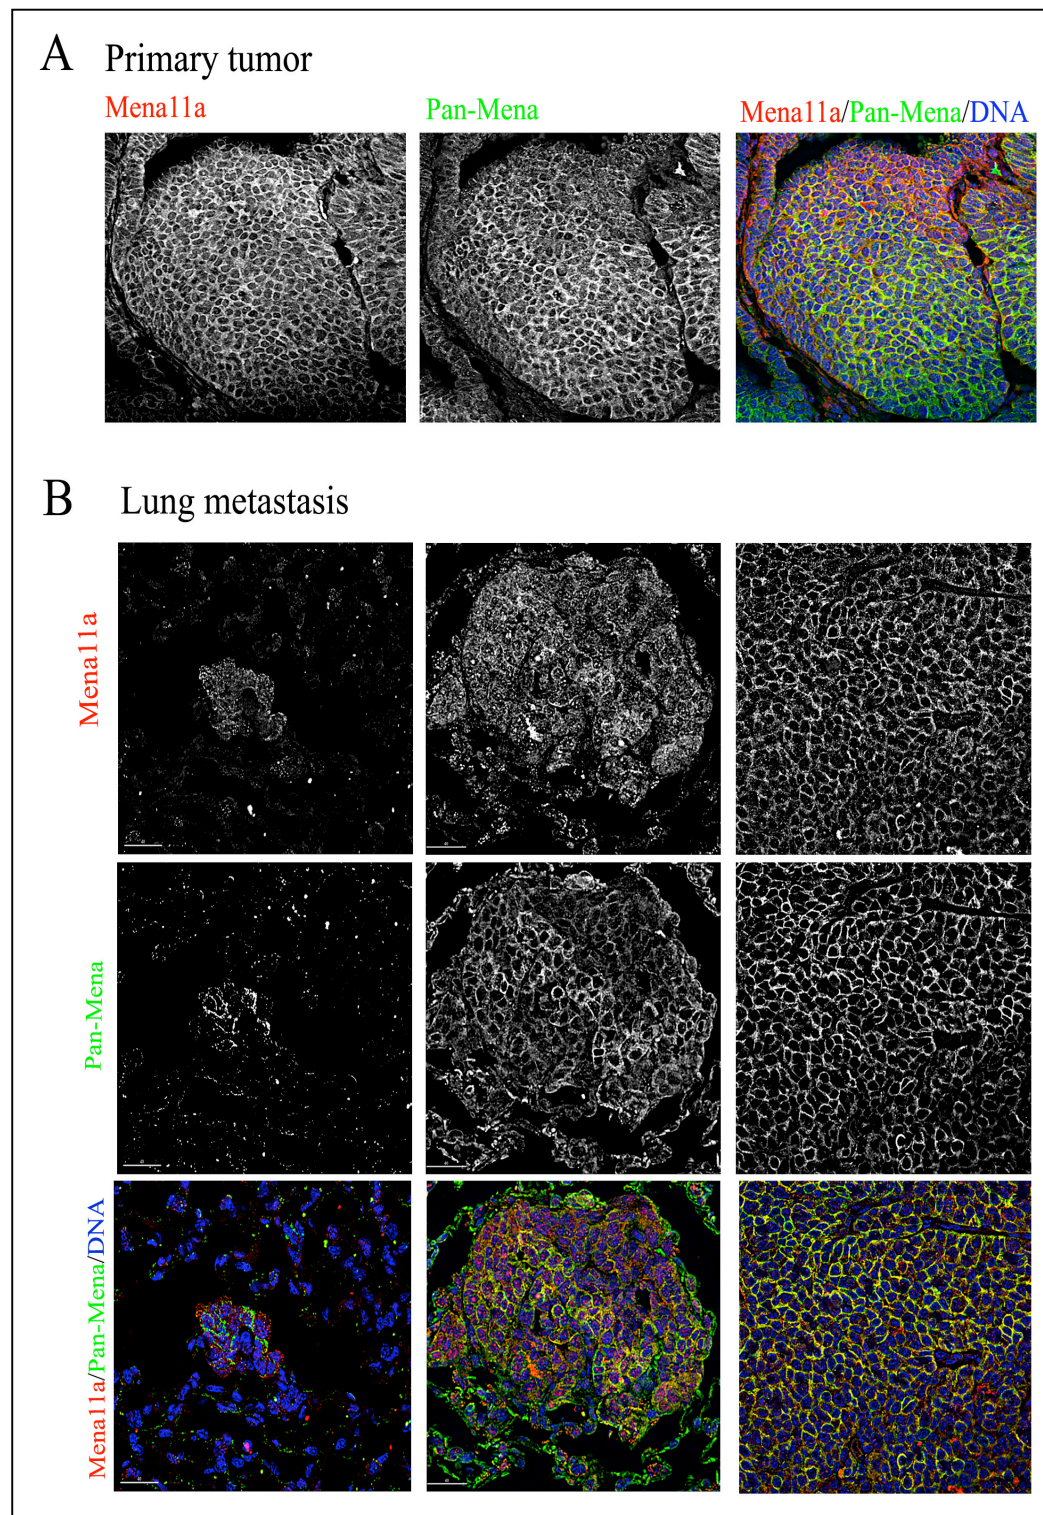 A Primary tumor
Mena11a
Pan-Mena
Mena11a/Pan-Mena/DNA
B Lung metastasis
Mena11a
Pan-Mena
Mena11a/Pan-Mena/DNA